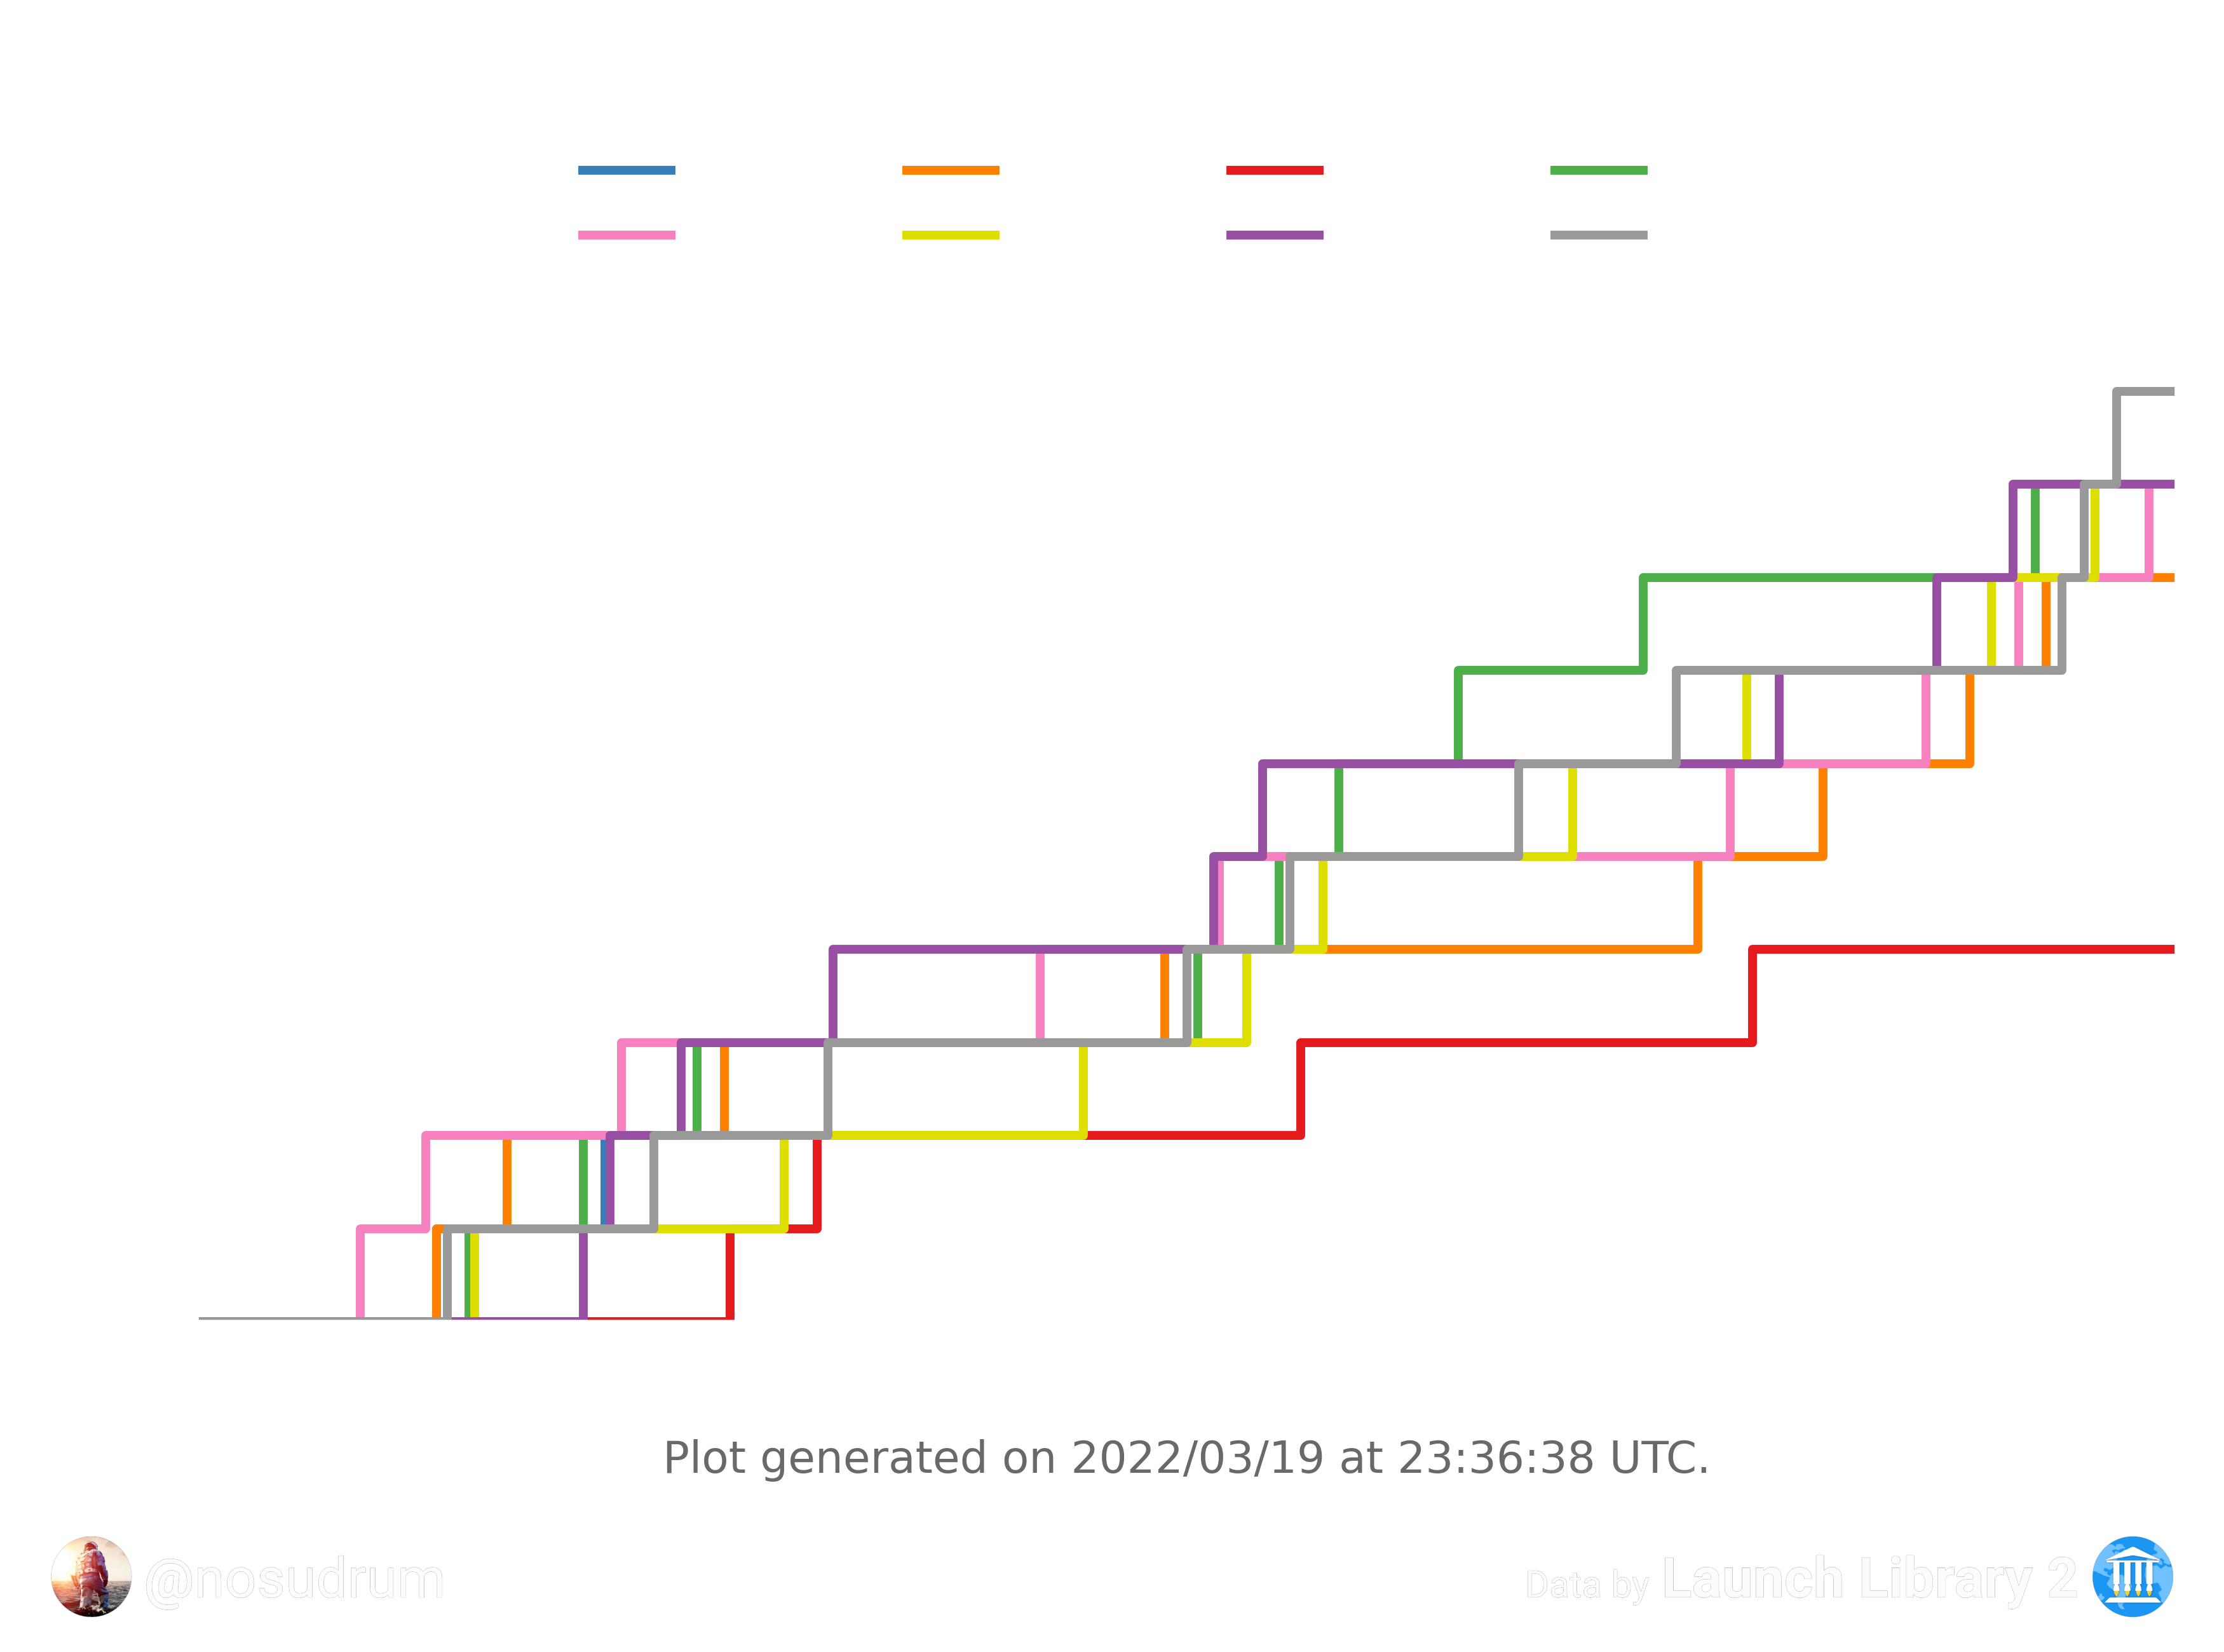 Plot generated on 2022/03/19 at 23:36:38 UTC.
@nosudrum
Data by Launch Library 2